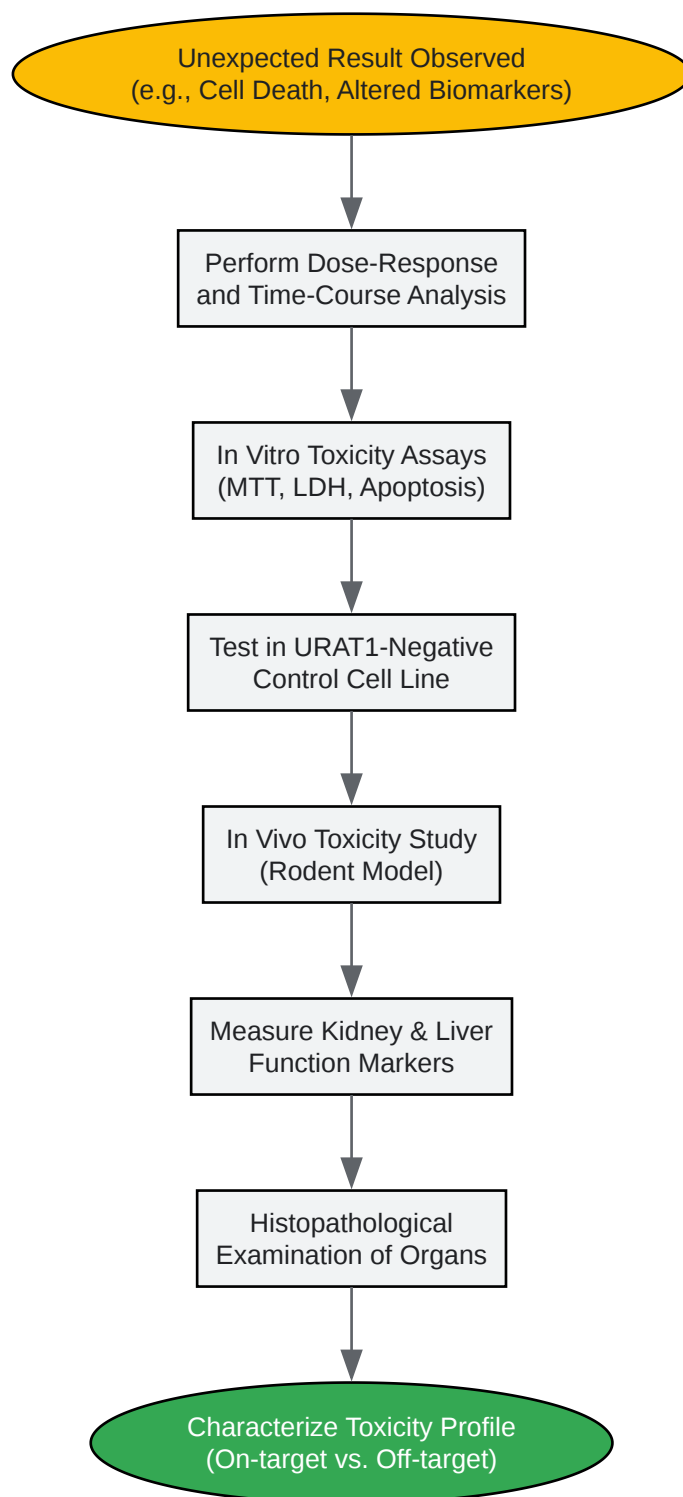 Unexpected Result Observed
(e.g., Cell Death, Altered Biomarkers)
Perform Dose-Response
and Time-Course Analysis
In Vitro Toxicity Assays
(MTT, LDH, Apoptosis)
Test in URAT1-Negative
Control Cell Line
In Vivo Toxicity Study
(Rodent Model)
Measure Kidney & Liver
Function Markers
Histopathological
Examination of Organs
Characterize Toxicity Profile
(On-target vs. Off-target)